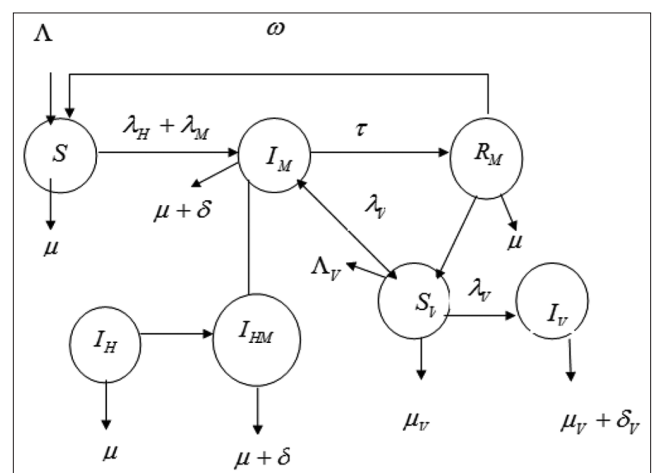 Λ
ω
S
λ_H + λ_M
I_M
τ
R_M
μ
μ + δ
λ_V
μ
Λ_V
S_V
λ_V
I_V
I_H
I_HM
μ
μ + δ
μ_V
μ_V + δ_V